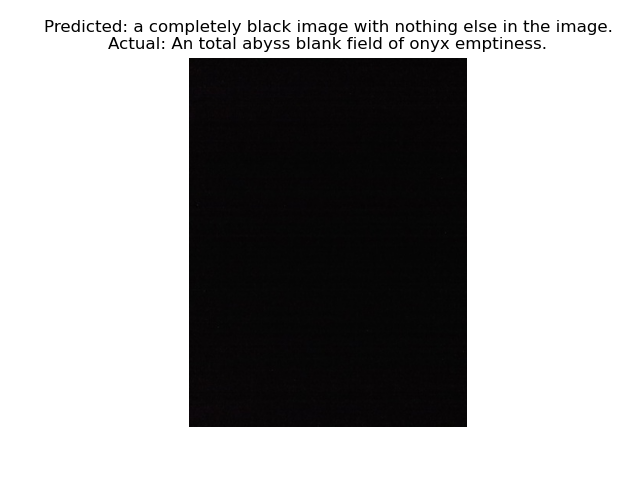 Predicted: a completely black image with nothing else in the image.
Actual: An total abyss blank field of onyx emptiness.